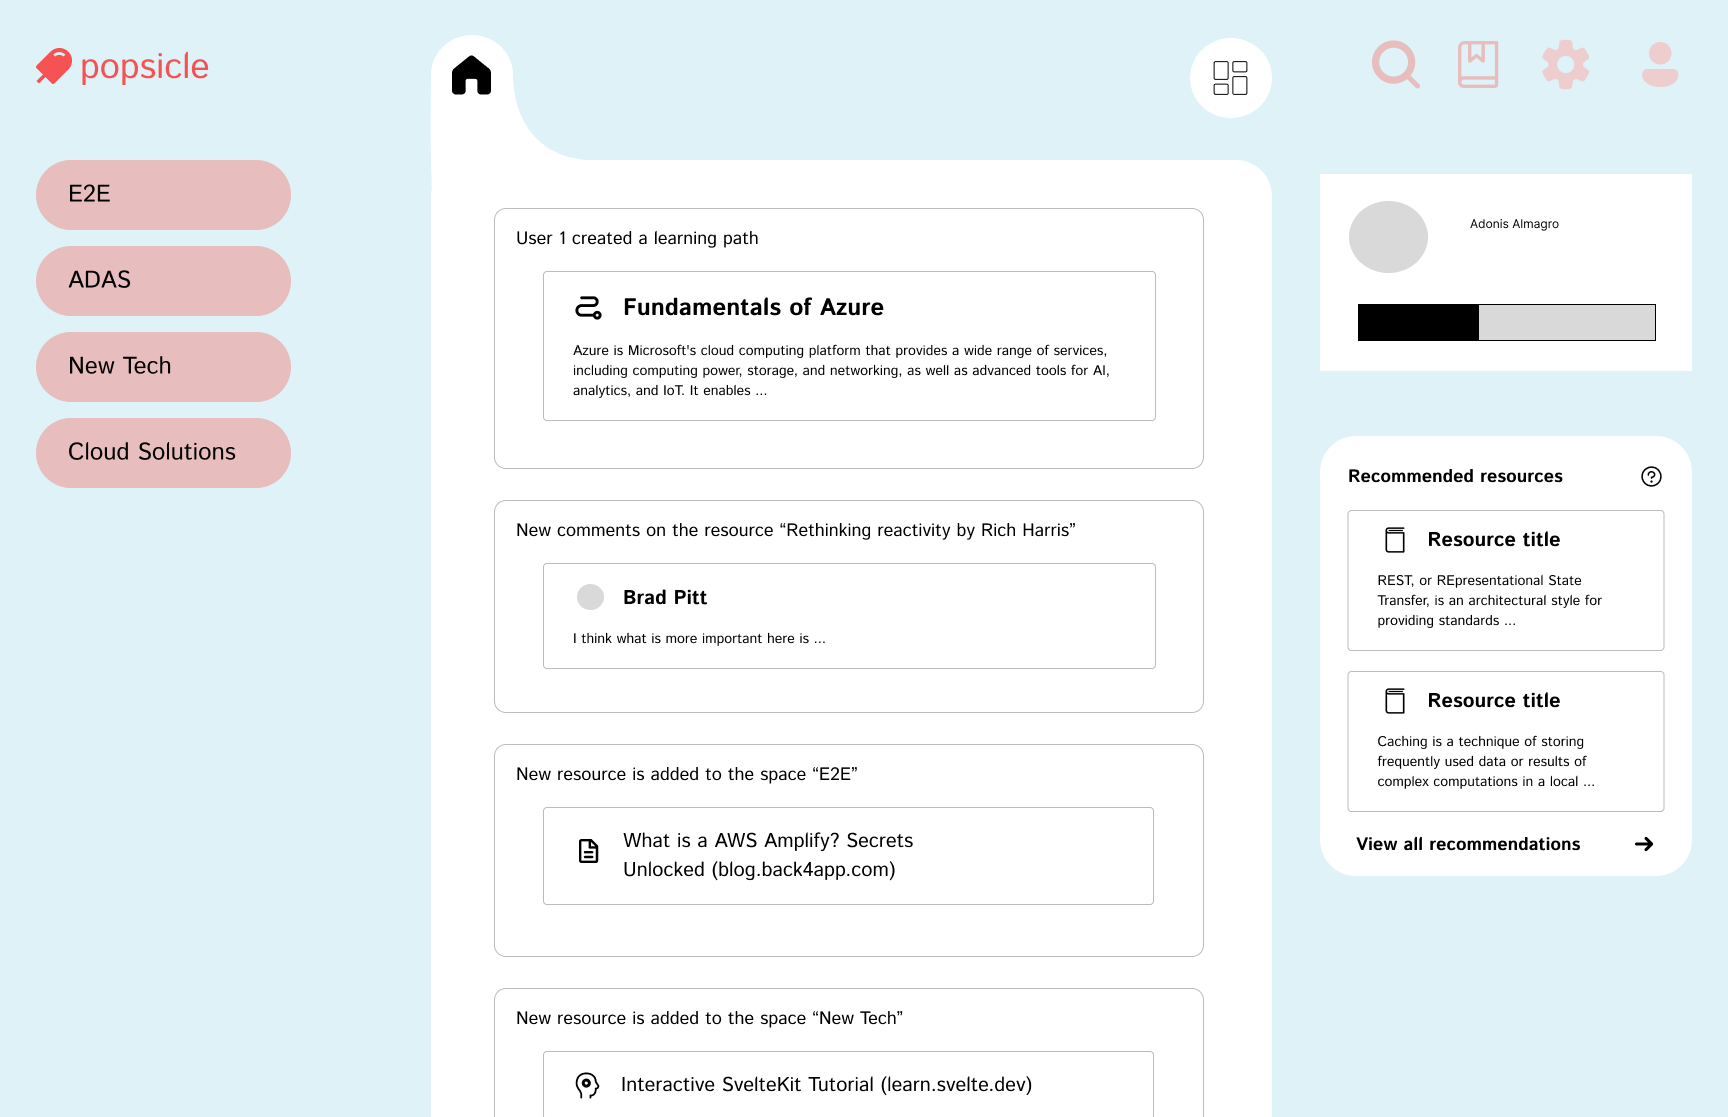 popsicle
E2E
ADAS
New Tech
Cloud Solutions
User 1 created a learning path
Fundamentals of Azure
Azure is Microsoft's cloud computing platform that provides a wide range of services,
including computing power, storage, and networking, as well as advanced tools for AI,
analytics, and IoT. It enables ...
New comments on the resource “Rethinking reactivity by Rich Harris”
Brad Pitt
I think what is more important here is ...
New resource is added to the space “E2E”
What is a AWS Amplify? Secrets
Unlocked (blog.back4app.com)
New resource is added to the space “New Tech”
Interactive SvelteKit Tutorial (learn.svelte.dev)
Adonis Almagro
Recommended resources
Resource title
REST, or REpresentational State
Transfer, is an architectural style for
providing standards ...
Resource title
Caching is a technique of storing
frequently used data or results of
complex computations in a local ...
View all recommendations